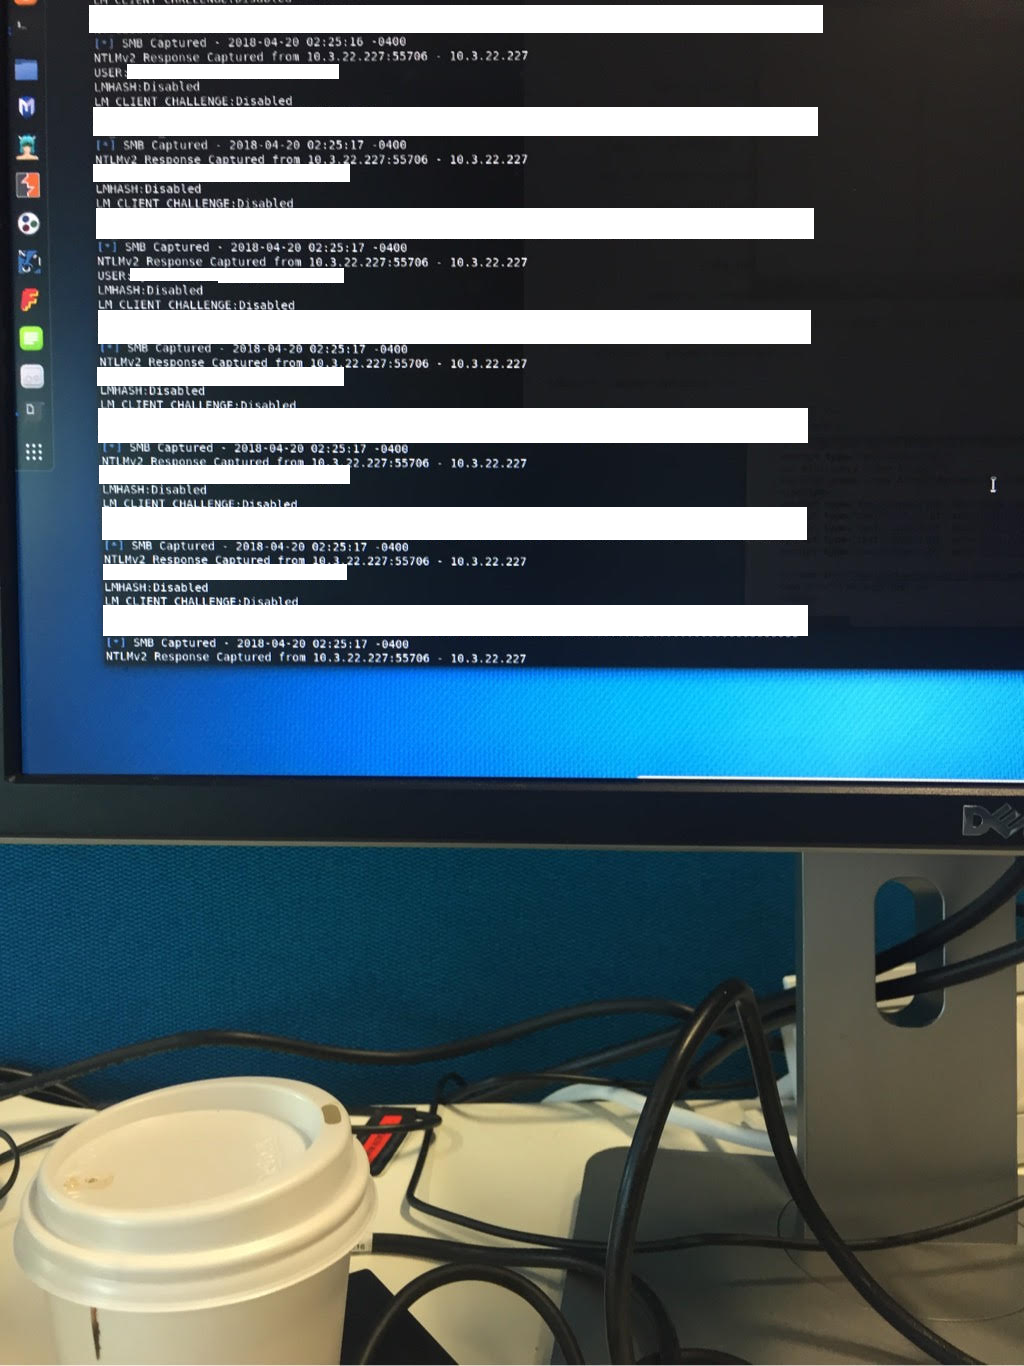 LM CLIENT CHALLENGE:Disabled
[*] SMB Captured - 2018-04-20 02:25:16 -0400
NTLMv2 Response Captured from 10.3.22.227:55706 - 10.3.22.227
USER:
LMHASH:Disabled
LM CLIENT CHALLENGE:Disabled
[*] SMB Captured - 2018-04-20 02:25:17 -0400
NTLMv2 Response Captured from 10.3.22.227:55706 - 10.3.22.227
LMHASH:Disabled
LM CLIENT CHALLENGE:Disabled
[*] SMB Captured - 2018-04-20 02:25:17 -0400
NTLMv2 Response Captured from 10.3.22.227:55706 - 10.3.22.227
USER:
LMHASH:Disabled
LM CLIENT CHALLENGE:Disabled
[*] SMB Captured - 2018-04-20 02:25:17 -0400
NTLMv2 Response Captured from 10.3.22.227:55706 - 10.3.22.227
LMHASH:Disabled
LM CLIENT CHALLENGE:Disabled
[*] SMB Captured - 2018-04-20 02:25:17 -0400
NTLMv2 Response Captured from 10.3.22.227:55706 - 10.3.22.227
LMHASH:Disabled
LM CLIENT CHALLENGE:Disabled
[*] SMB Captured - 2018-04-20 02:25:17 -0400
NTLMv2 Response Captured from 10.3.22.227:55706 - 10.3.22.227
LMHASH:Disabled
LM CLIENT CHALLENGE:Disabled
[*] SMB Captured - 2018-04-20 02:25:17 -0400
NTLMv2 Response Captured from 10.3.22.227:55706 - 10.3.22.227
DELL